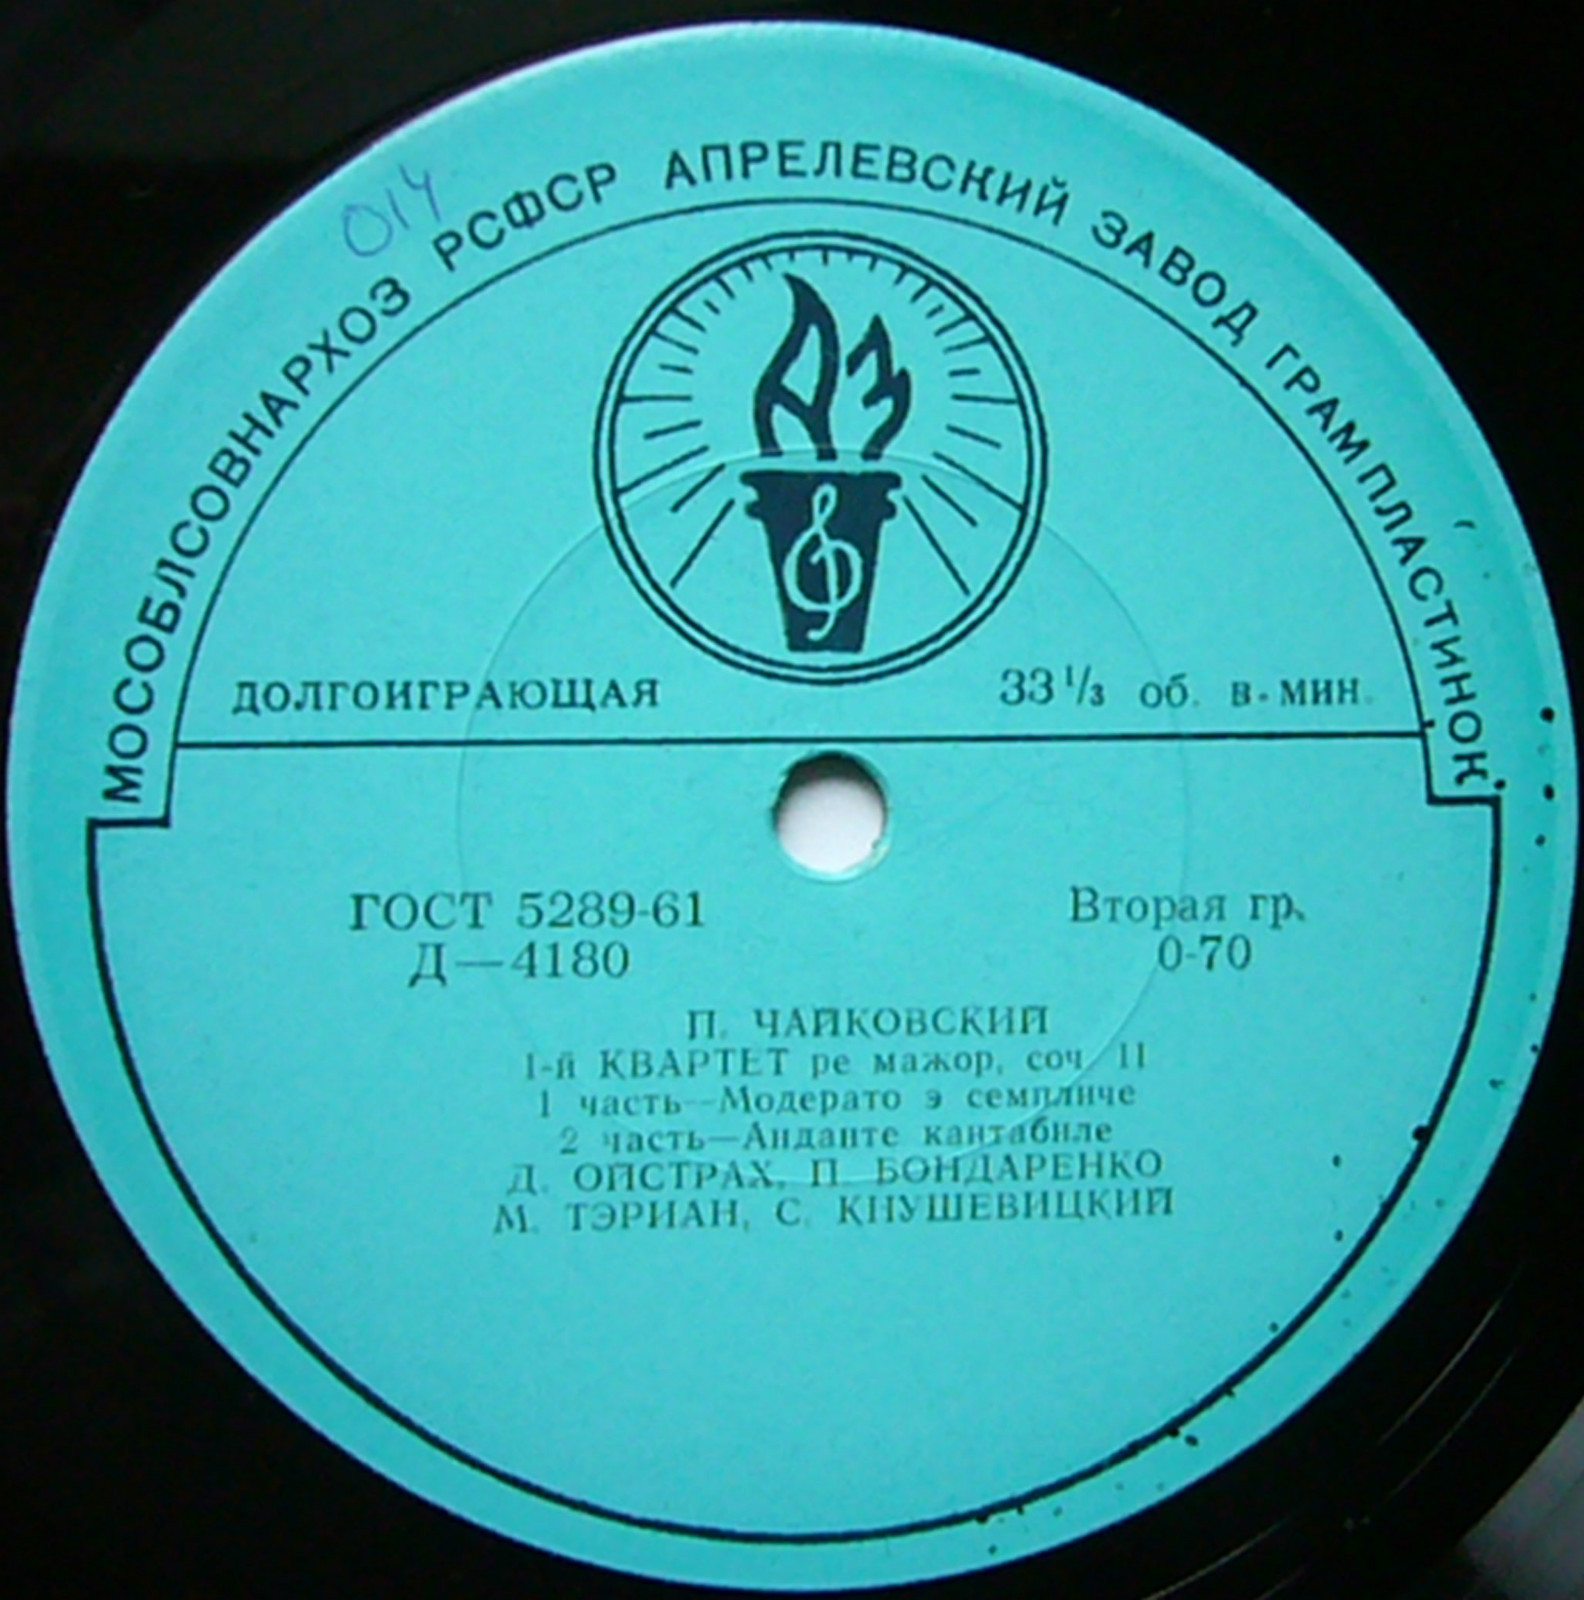 014
МОСОБЛСОВНАРХОЗ РСФСР АПРЕЛЕВСКИЙ ЗАВОД ГРАМПЛАСТИНОК
АЗ
ДОЛГОИГРАЮЩАЯ 33 1/3 об. в. мин.
ГОСТ 5289-61 Вторая гр.
Д—4180 0-70
П. ЧАЙКОВСКИЙ
1-й КВАРТЕТ ре мажор, соч. 11
1 часть—Модерато э семпличе
2 часть—Анданте кантабиле
Д. ОЙСТРАХ, П. БОНДАРЕНКО
М. ТЭРИАН, С. КНУШЕВИЦКИЙ